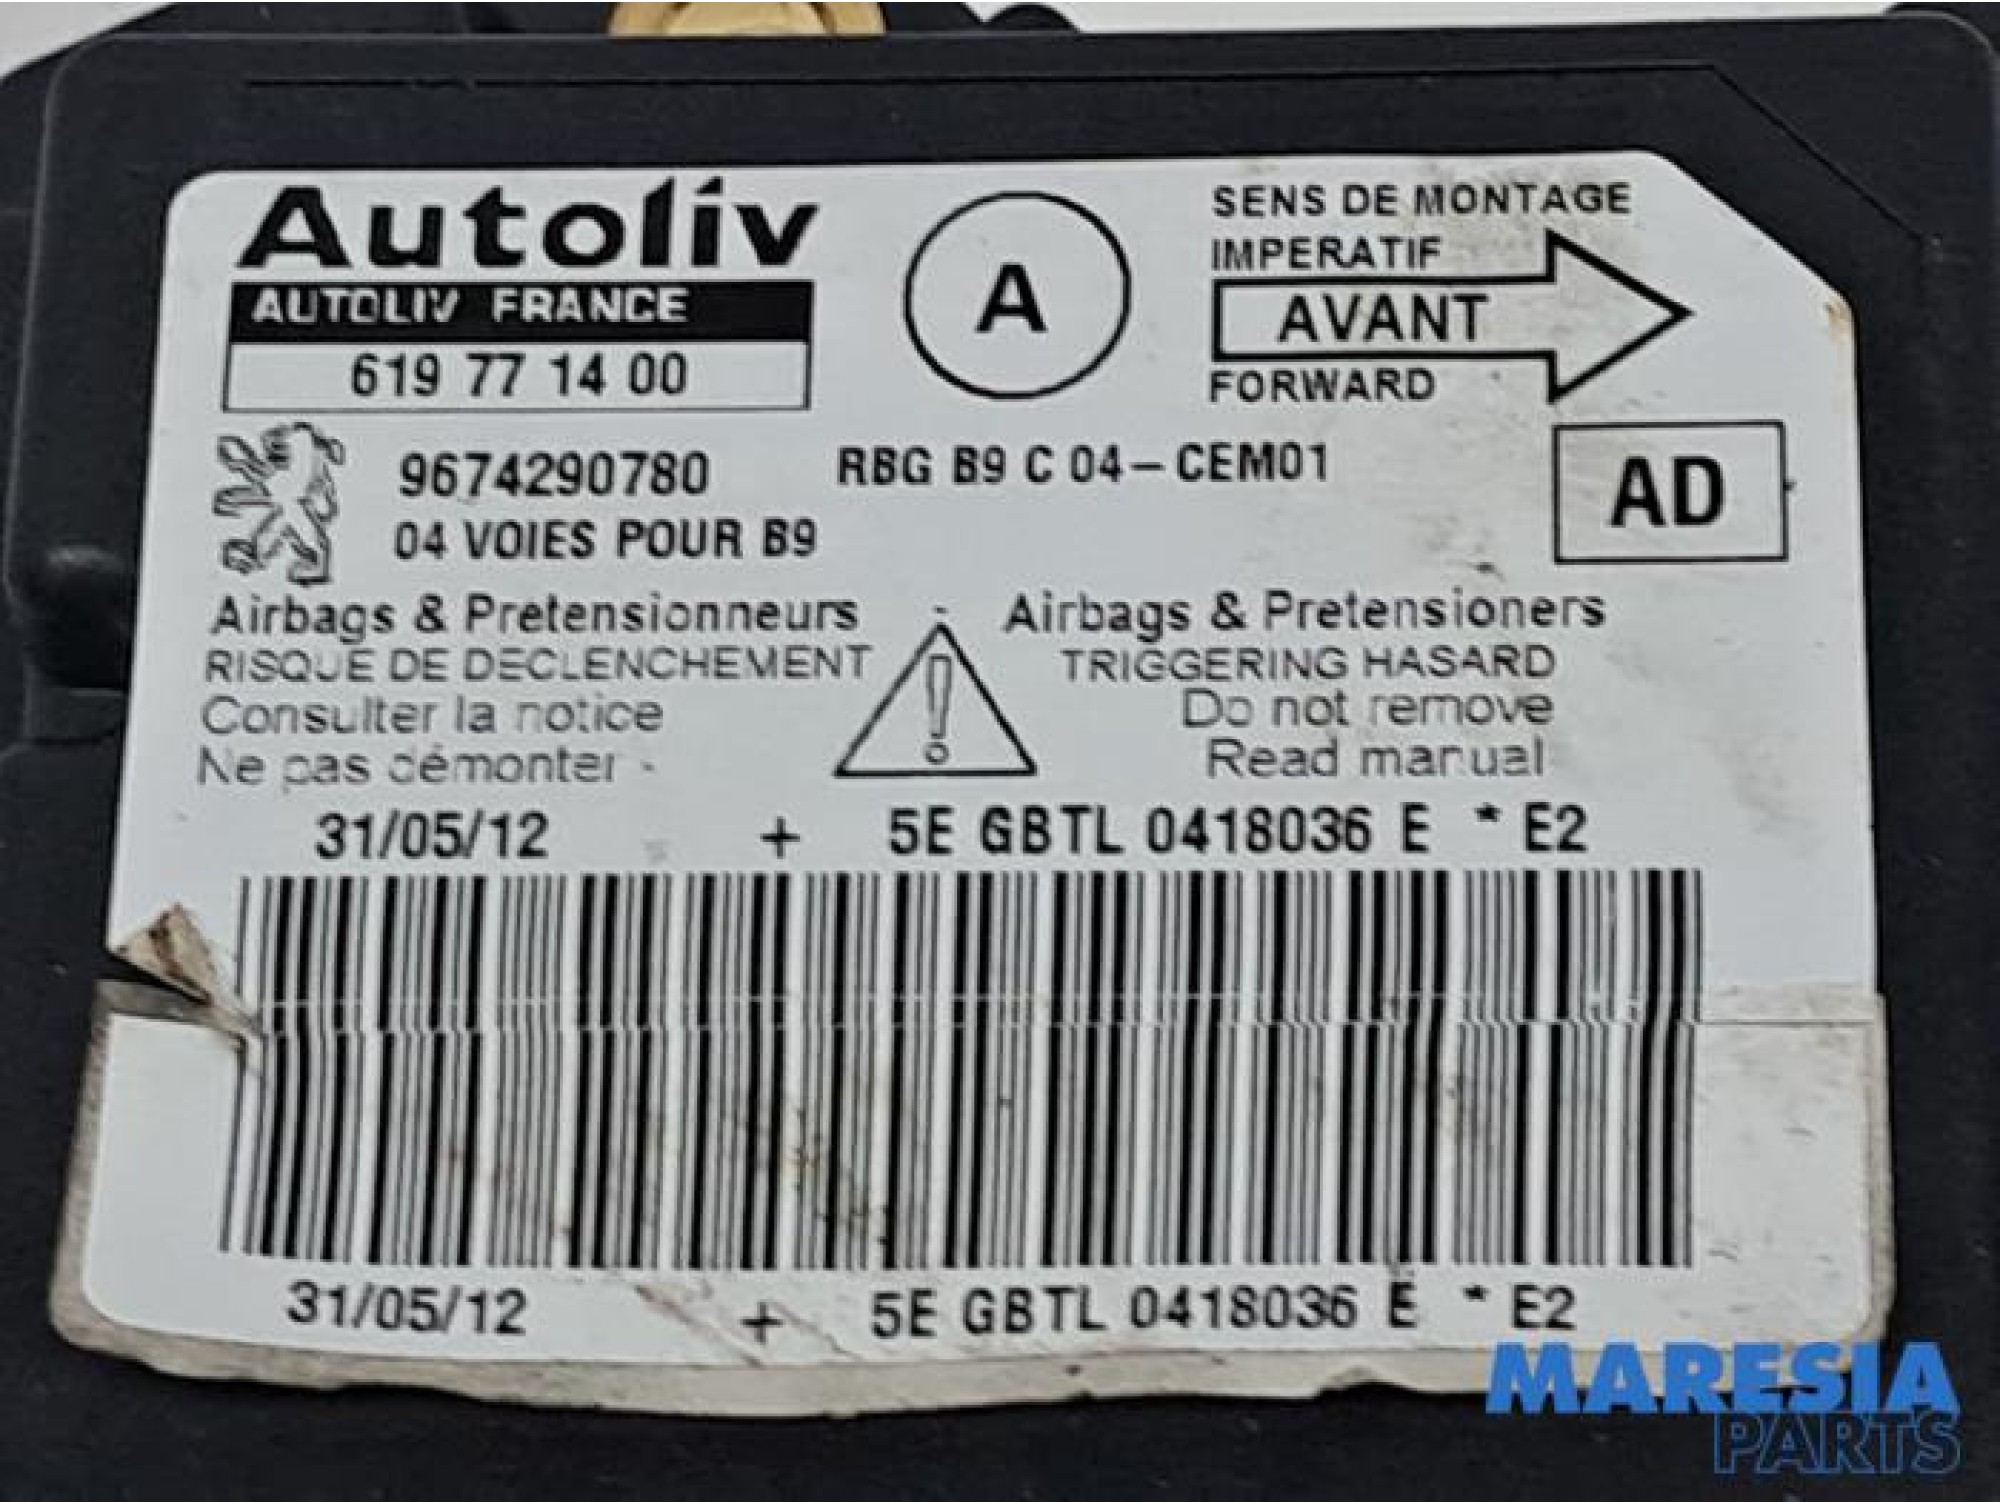 Autoliv
AUTOLIV FRANCE
619 77 14 00
A
SENS DE MONTAGE
IMPERATIF
AVANT
FORWARD
9674290780
RBG B9 C 04-CEM01
AD
04 VOIES POUR B9
Airbags & Pretensionneurs
RISQUE DE DECLENCHEMENT
Consulter la notice
Ne pas démonter
!
Airbags & Pretensioners
TRIGGERING HASARD
Do not remove
Read manual
31/05/12 + 5E GBTL 0418036 E * E2
31/05/12 + 5E GBTL 0418036 E * E2
MARESIA
PARTS